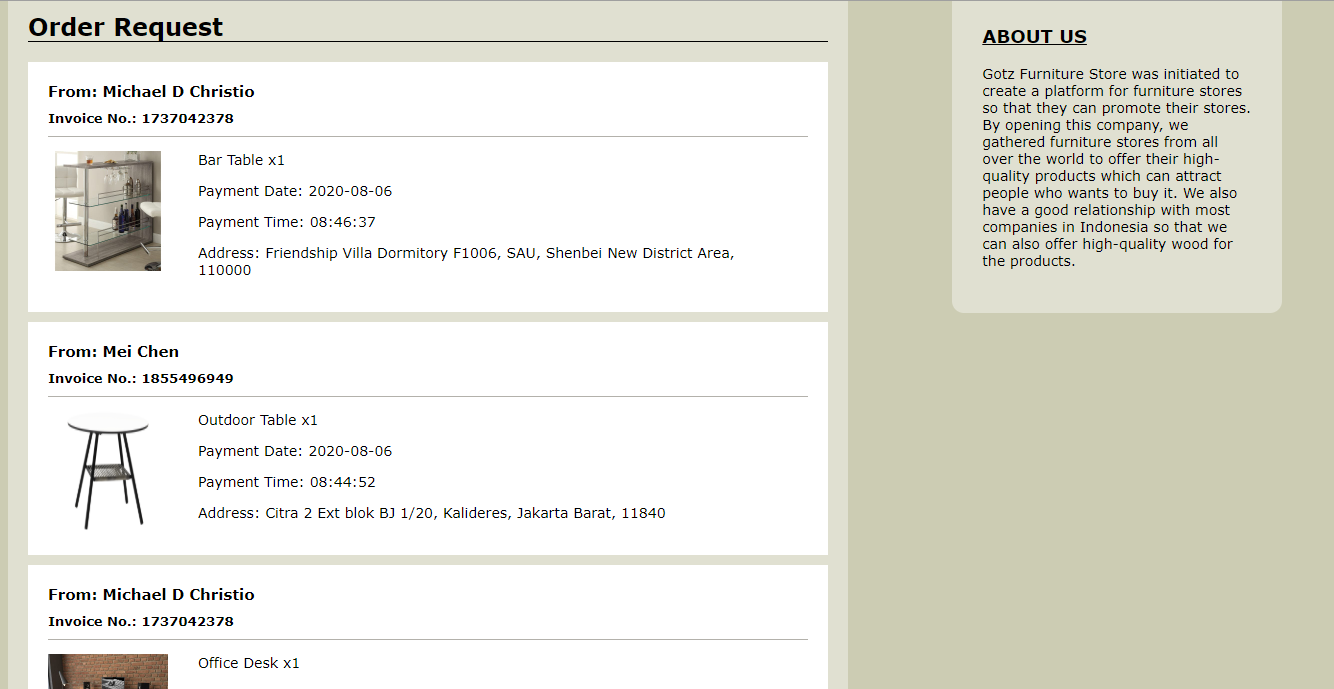 Order Request
From: Michael D Christio
Invoice No.: 1737042378
Bar Table x1
Payment Date: 2020-08-06
Payment Time: 08:46:37
Address: Friendship Villa Dormitory F1006, SAU, Shenbei New District Area,
110000
From: Mei Chen
Invoice No.: 1855496949
Outdoor Table x1
Payment Date: 2020-08-06
Payment Time: 08:44:52
Address: Citra 2 Ext blok BJ 1/20, Kalideres, Jakarta Barat, 11840
From: Michael D Christio
Invoice No.: 1737042378
Office Desk x1
ABOUT US
Gotz Furniture Store was initiated to
create a platform for furniture stores
so that they can promote their stores.
By opening this company, we
gathered furniture stores from all
over the world to offer their high-
quality products which can attract
people who wants to buy it. We also
have a good relationship with most
companies in Indonesia so that we
can also offer high-quality wood for
the products.